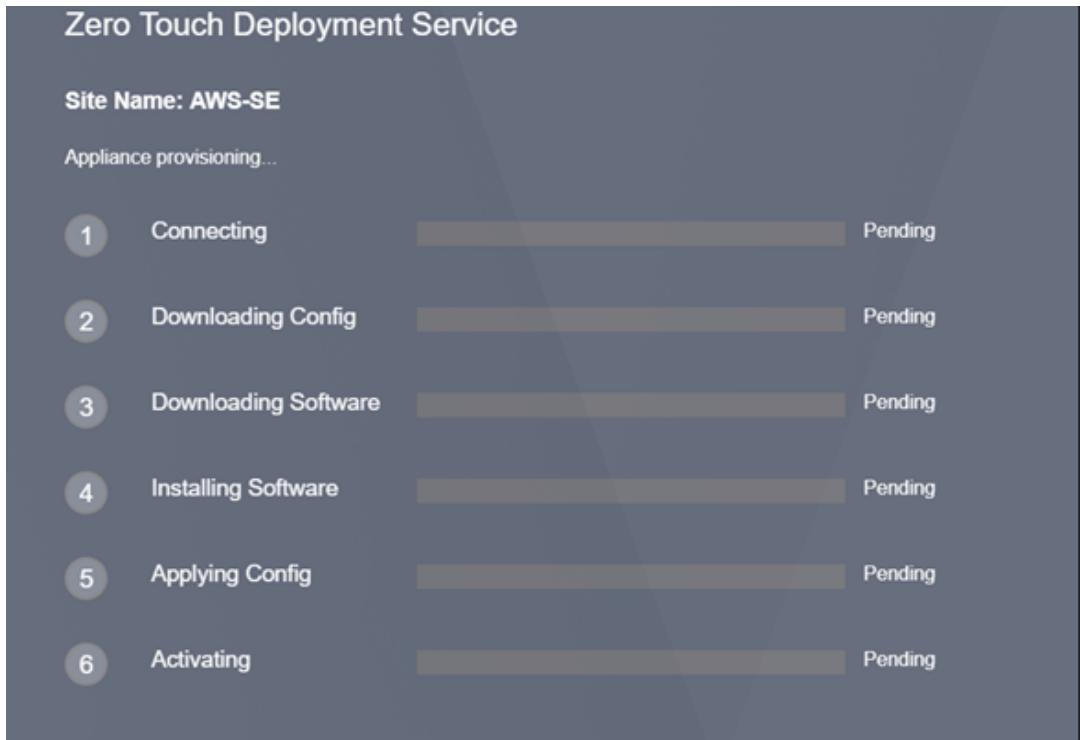 Zero Touch Deployment Service
Site Name: AWS-SE
Appliance provisioning...
1 Connecting Pending
2 Downloading Config Pending
3 Downloading Software Pending
4 Installing Software Pending
5 Applying Config Pending
6 Activating Pending